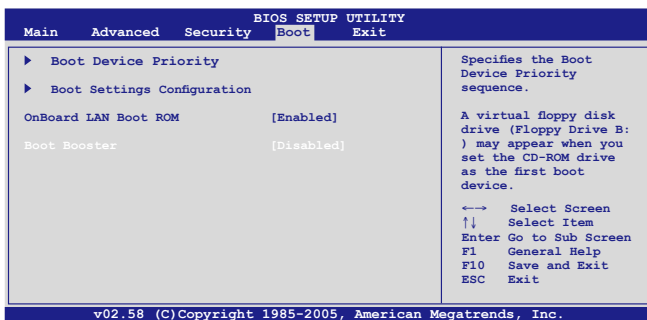 BIOS SETUP UTILITY
Main Advanced Security Boot Exit
Boot Device Priority
Boot Settings Configuration
OnBoard LAN Boot ROM [Enabled]
Boot Booster [Disabled]
Specifies the Boot
Device Priority
sequence.
A virtual floppy disk
drive (Floppy Drive B:
) may appear when you
set the CD-ROM drive
as the first boot
device.
←→ Select Screen
↑↓ Select Item
Enter Go to Sub Screen
F1 General Help
F10 Save and Exit
ESC Exit
v02.58 (C)Copyright 1985-2005, American Megatrends, Inc.